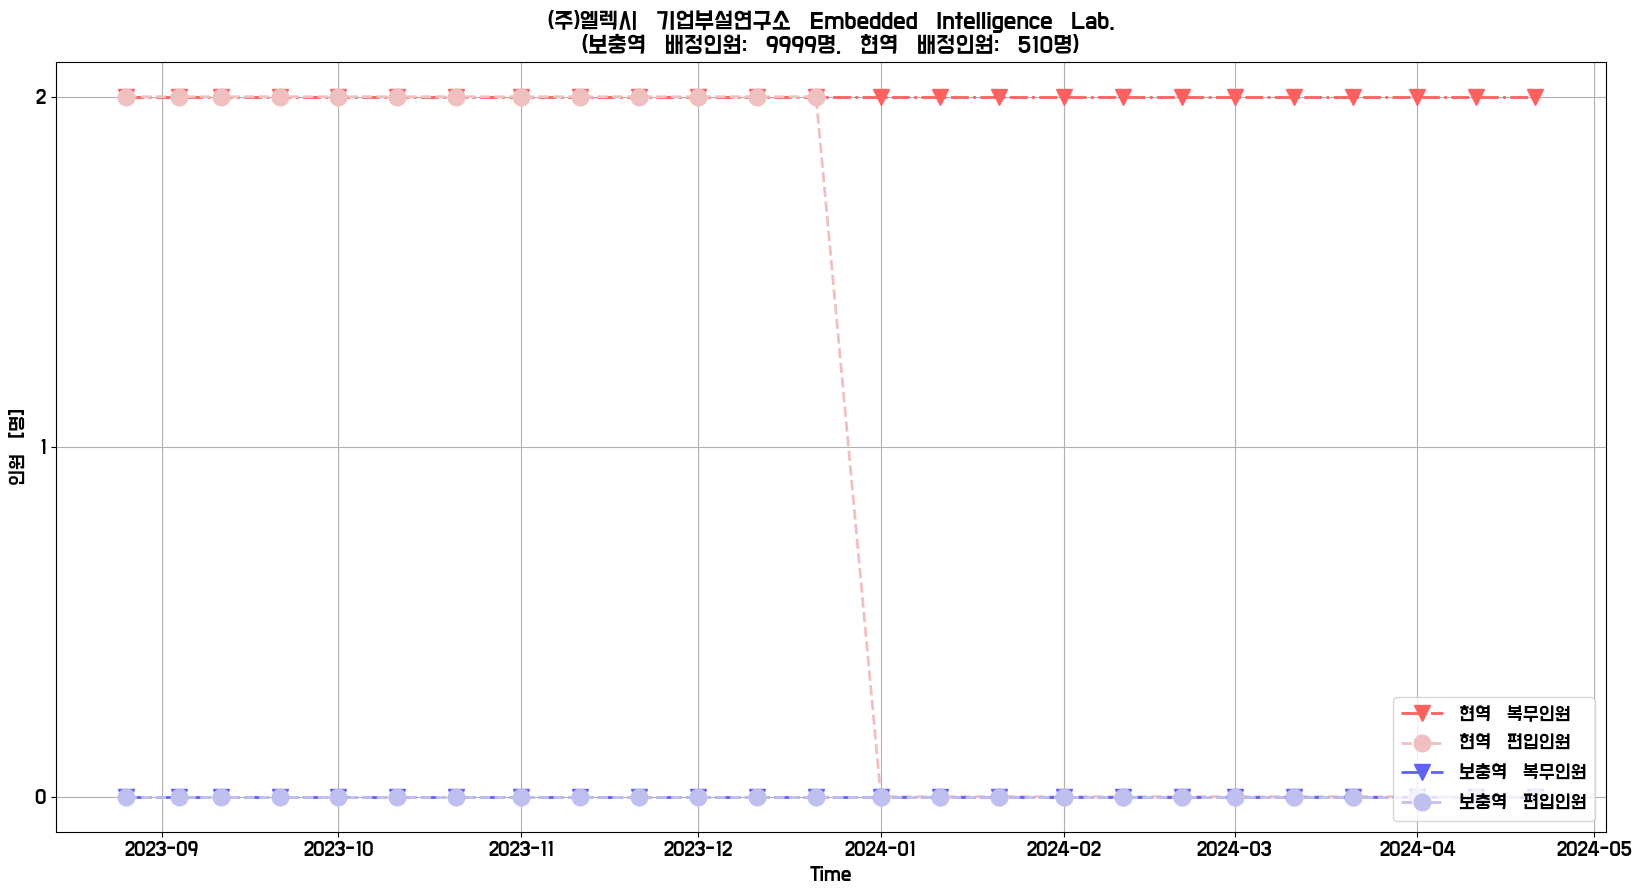 (주)엘렉시 기업부설연구소 Embedded Intelligence Lab.
(보충역 배정인원: 9999명, 현역 배정인원: 510명)
인원 [명]
2
1
0
현역 복무인원
현역 편입인원
보충역 복무인원
보충역 편입인원
2023-09 2023-10 2023-11 2023-12 2024-01 2024-02 2024-03 2024-04 2024-05
Time